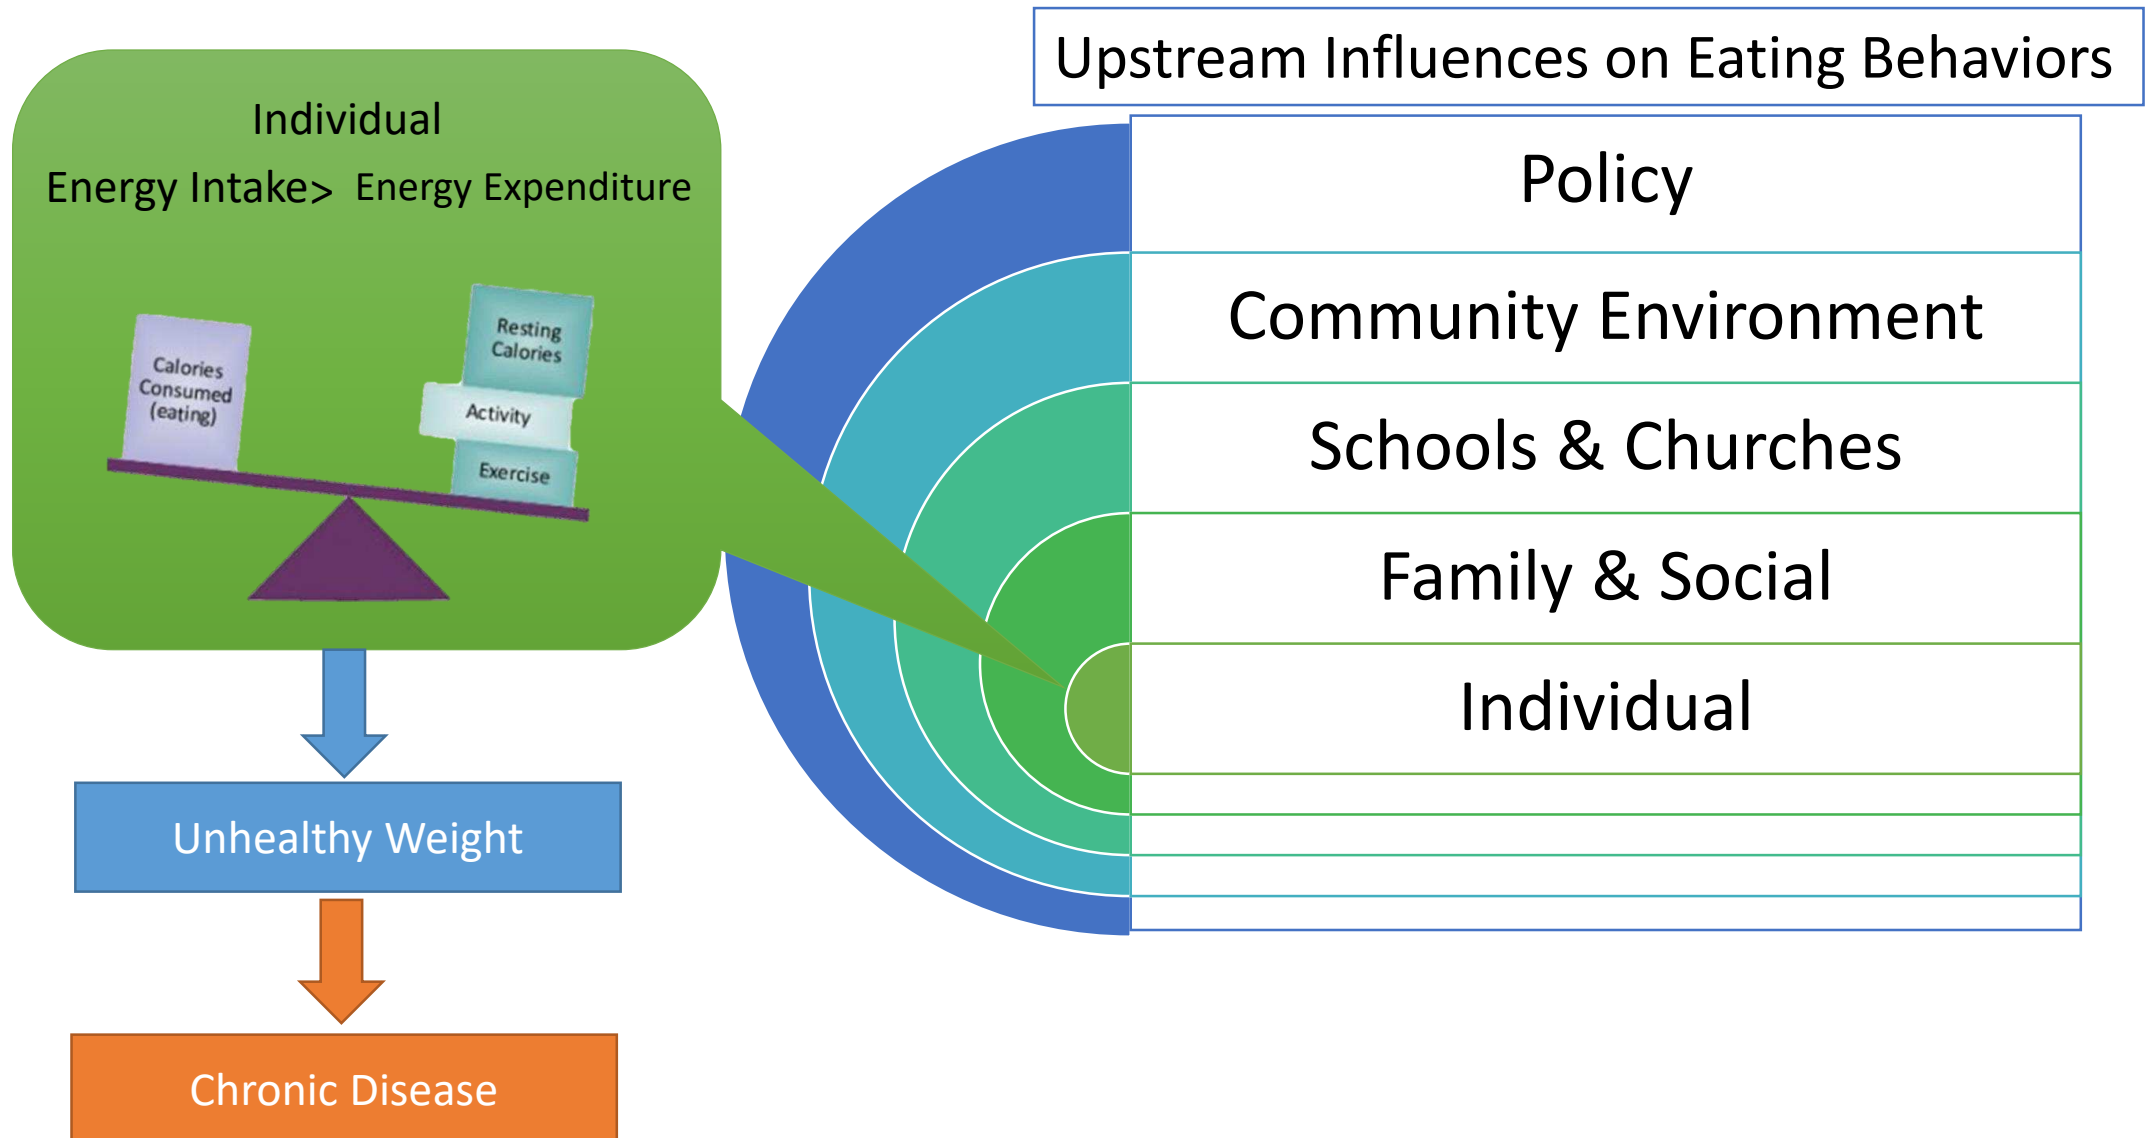 Upstream Influences on Eating Behaviors
Individual
Energy Intake> Energy Expenditure
Calories
Consumed
(eating)
Resting
Calories
Activity
Exercise
Unhealthy Weight
Chronic Disease
Policy
Community Environment
Schools & Churches
Family & Social
Individual